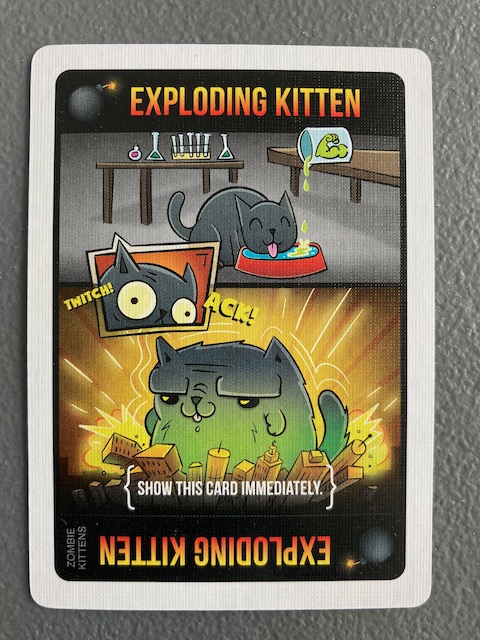 EXPLODING KITTEN
TWITCH!
ACK!
SHOW THIS CARD IMMEDIATELY.
ZOMBIE
KITTENS
EXPLODING KITTEN